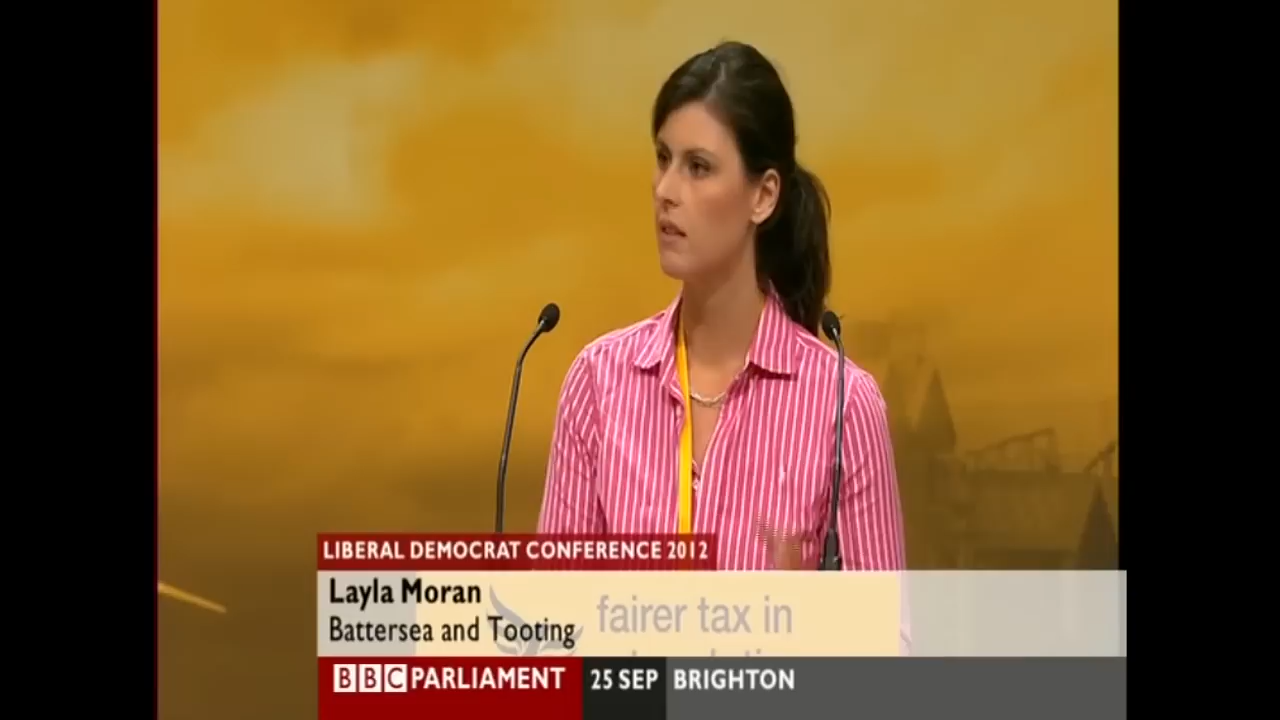 LIBERAL DEMOCRAT CONFERENCE 2012
Layla Moran
Battersea and Tooting
fairer tax in
BBC PARLIAMENT 25 SEP BRIGHTON